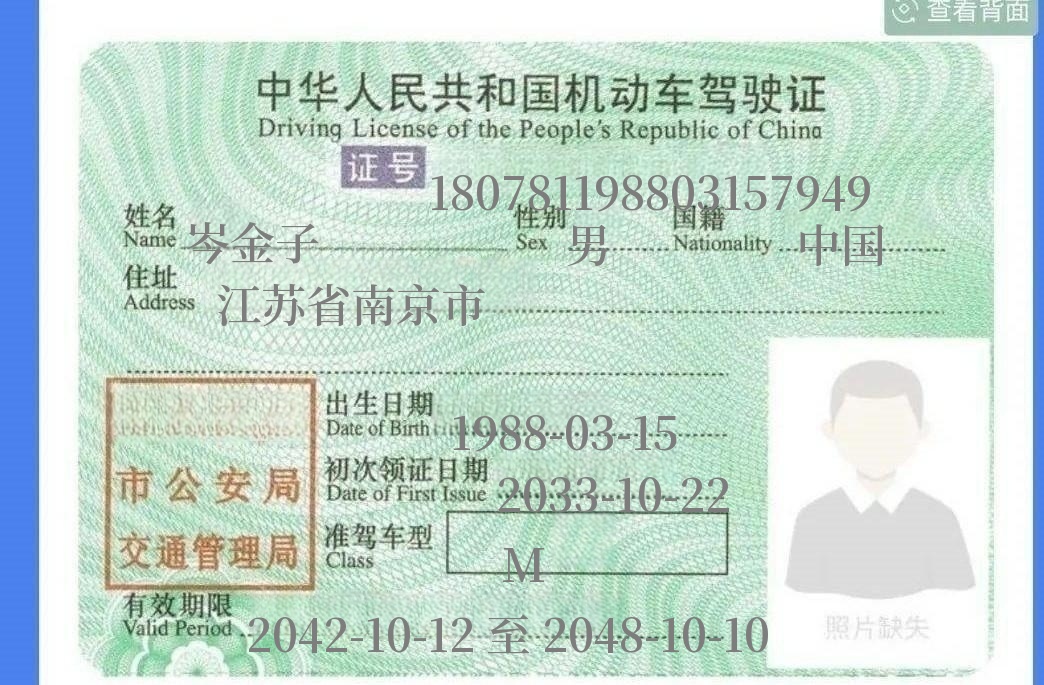 查看背面
中华人民共和国机动车驾驶证
Driving License of the People's Republic of China
证号 180781198803157949
姓名 岑金子 性别 男 国籍 中国
Name Sex Nationality
住址 江苏省南京市
Address
出生日期 1988-03-15
Date of Birth
初次领证日期 2033-10-22
Date of First Issue
市公安局
交通管理局
准驾车型 M
Class
有效期限 2042-10-12 至 2048-10-10
Valid Period
照片缺失